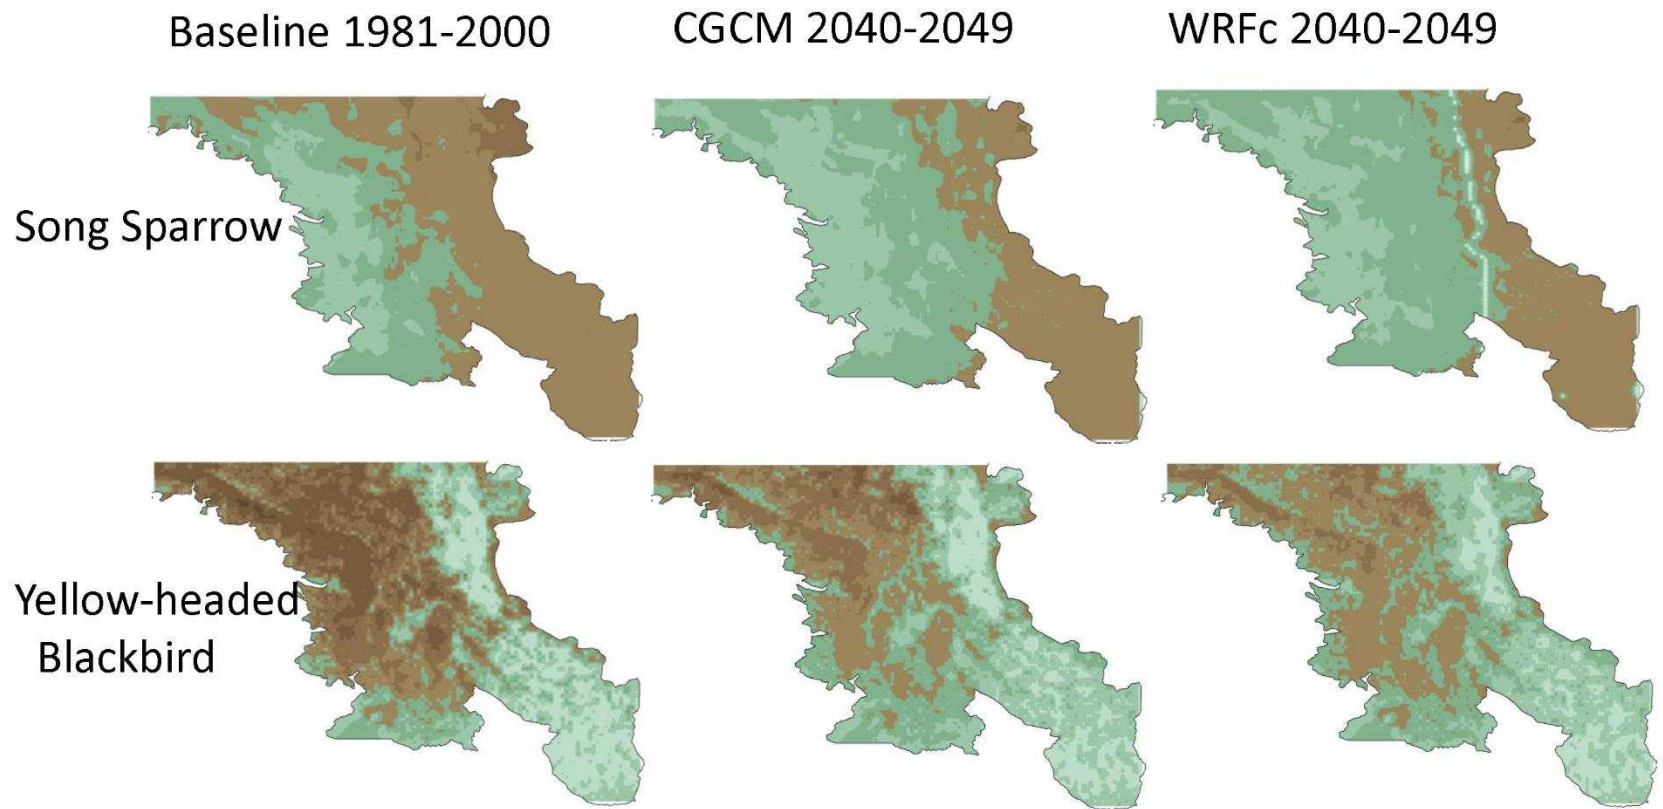 Baseline 1981-2000
CGCM 2040-2049
WRFc 2040-2049
Song Sparrow
Yellow-headed
Blackbird